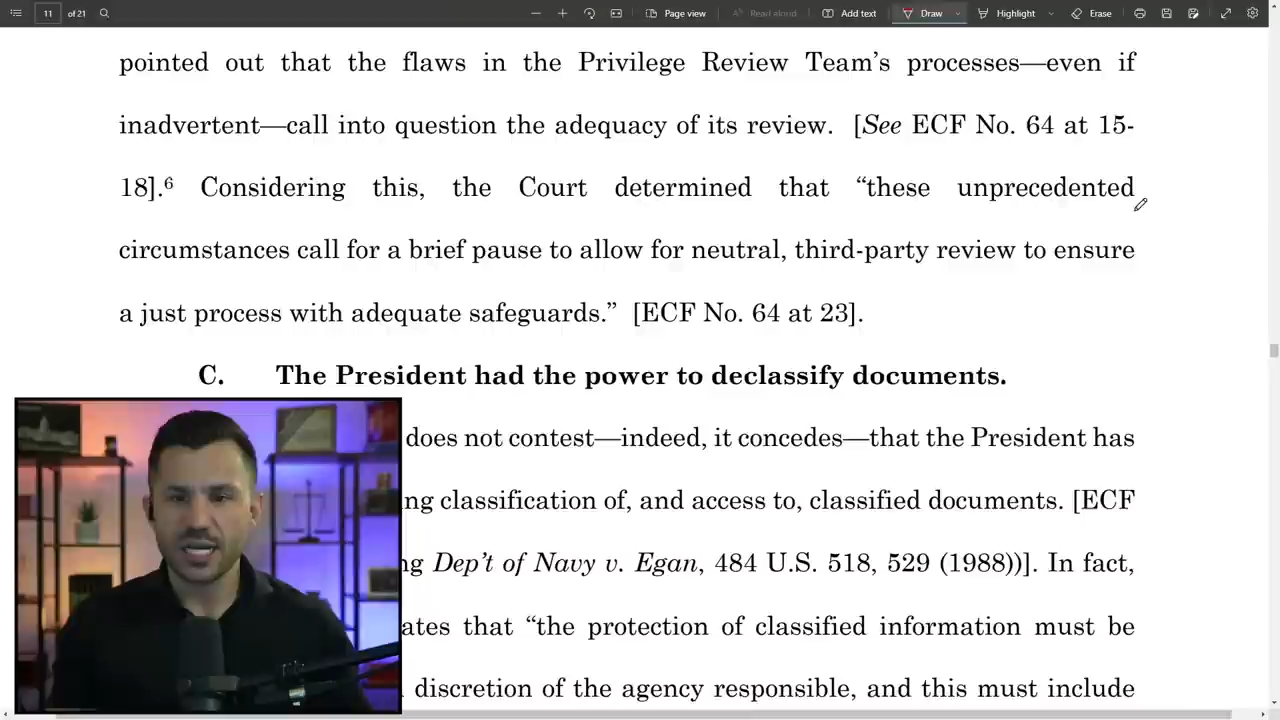 11 of 21 Page view Read aloud Add text Draw Highlight Erase
pointed out that the flaws in the Privilege Review Team’s processes—even if
inadvertent—call into question the adequacy of its review. [See ECF No. 64 at 15-
18].⁶ Considering this, the Court determined that “these unprecedented
circumstances call for a brief pause to allow for neutral, third-party review to ensure
a just process with adequate safeguards.” [ECF No. 64 at 23].
C. The President had the power to declassify documents.
does not contest—indeed, it concedes—that the President has
ng classification of, and access to, classified documents. [ECF
ng Dep’t of Navy v. Egan, 484 U.S. 518, 529 (1988))]. In fact,
ates that “the protection of classified information must be
discretion of the agency responsible, and this must include